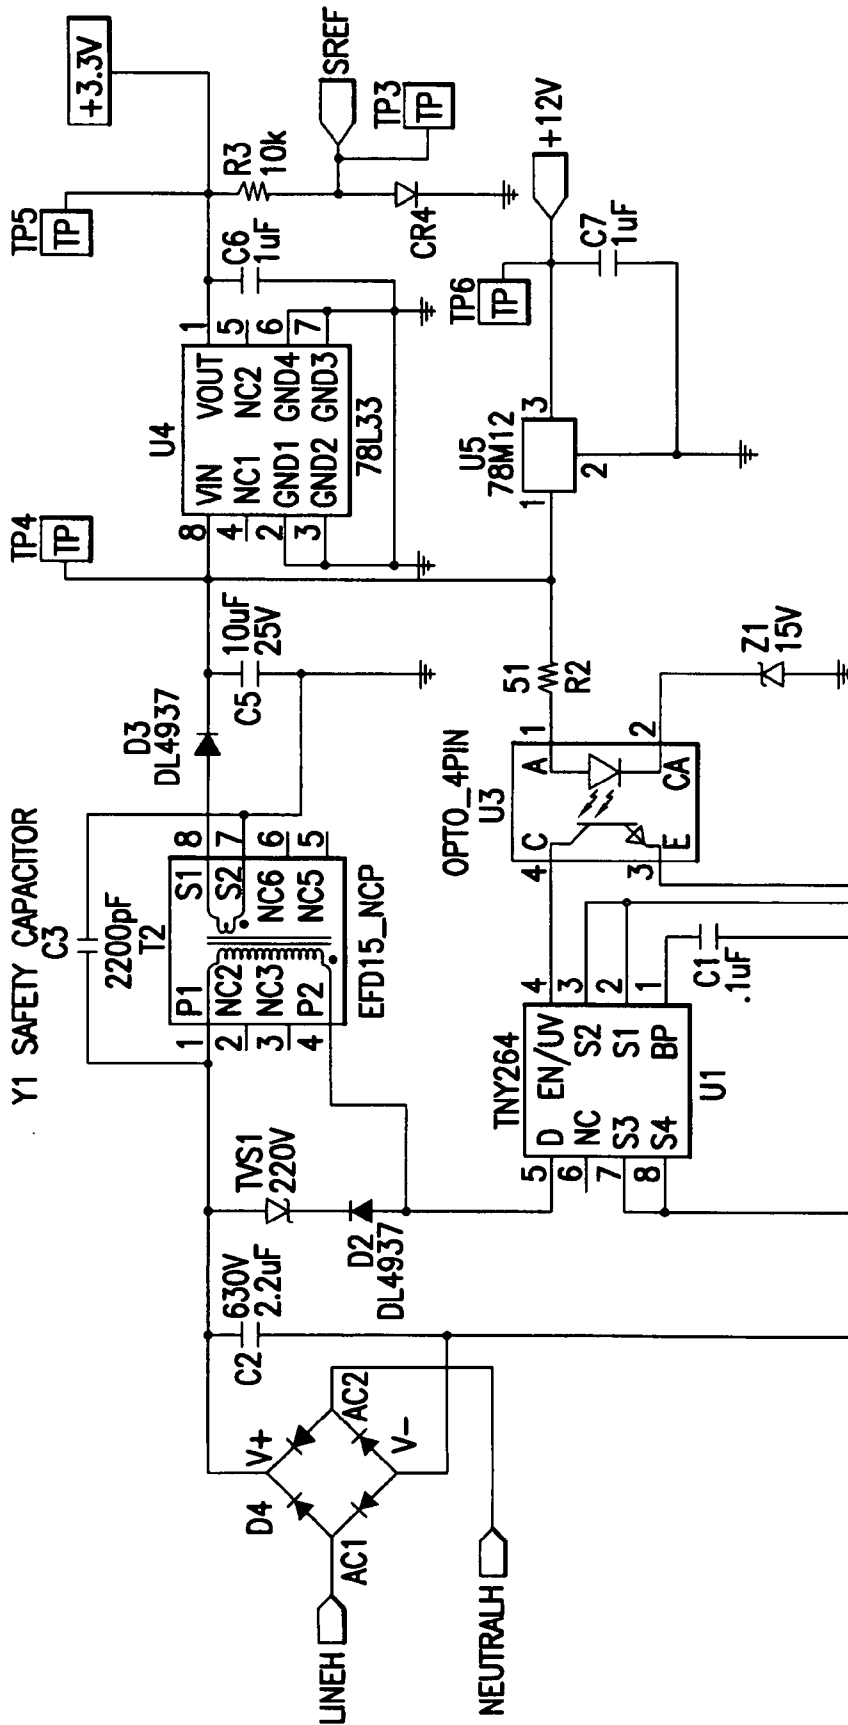 Y1 SAFETY CAPACITOR
C3
2200pF
T2
P1
S1
1
8
NC2
S2
2
7
NC3
NC6
3
6
P2
NC5
4
5
EFD15_NCP
D3
DL4937
10uF
25V
C5
TP4
TP
U4
VIN
VOUT
8
1
NC1
NC2
4
5
GND1
GND4
2
6
GND2
GND3
3
7
78L33
TP5
TP
+3.3V
C6
1uF
R3
10k
SREF
TP3
TP
CR4
LINEH
NEUTRALH
D4
V+
AC1
AC2
V-
630V
2.2uF
C2
TVS1
220V
D2
DL4937
TNY264
D
EN/UV
5
4
NC
S2
6
3
S3
S1
7
2
S4
BP
8
1
U1
C1
.1uF
OPTO_4PIN
U3
C
A
4
1
E
CA
3
2
51
R2
Z1
15V
U5
78M12
1
3
2
TP6
TP
+12V
C7
1uF